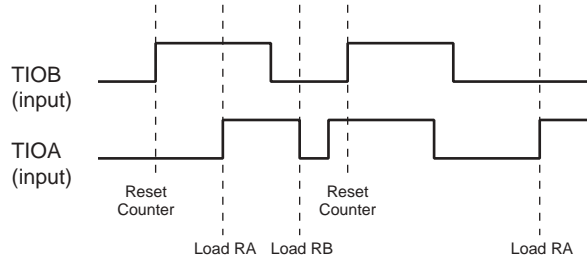 TIOB
(input)
TIOA
(input)
Reset
Counter
Reset
Counter
Load RA
Load RB
Load RA